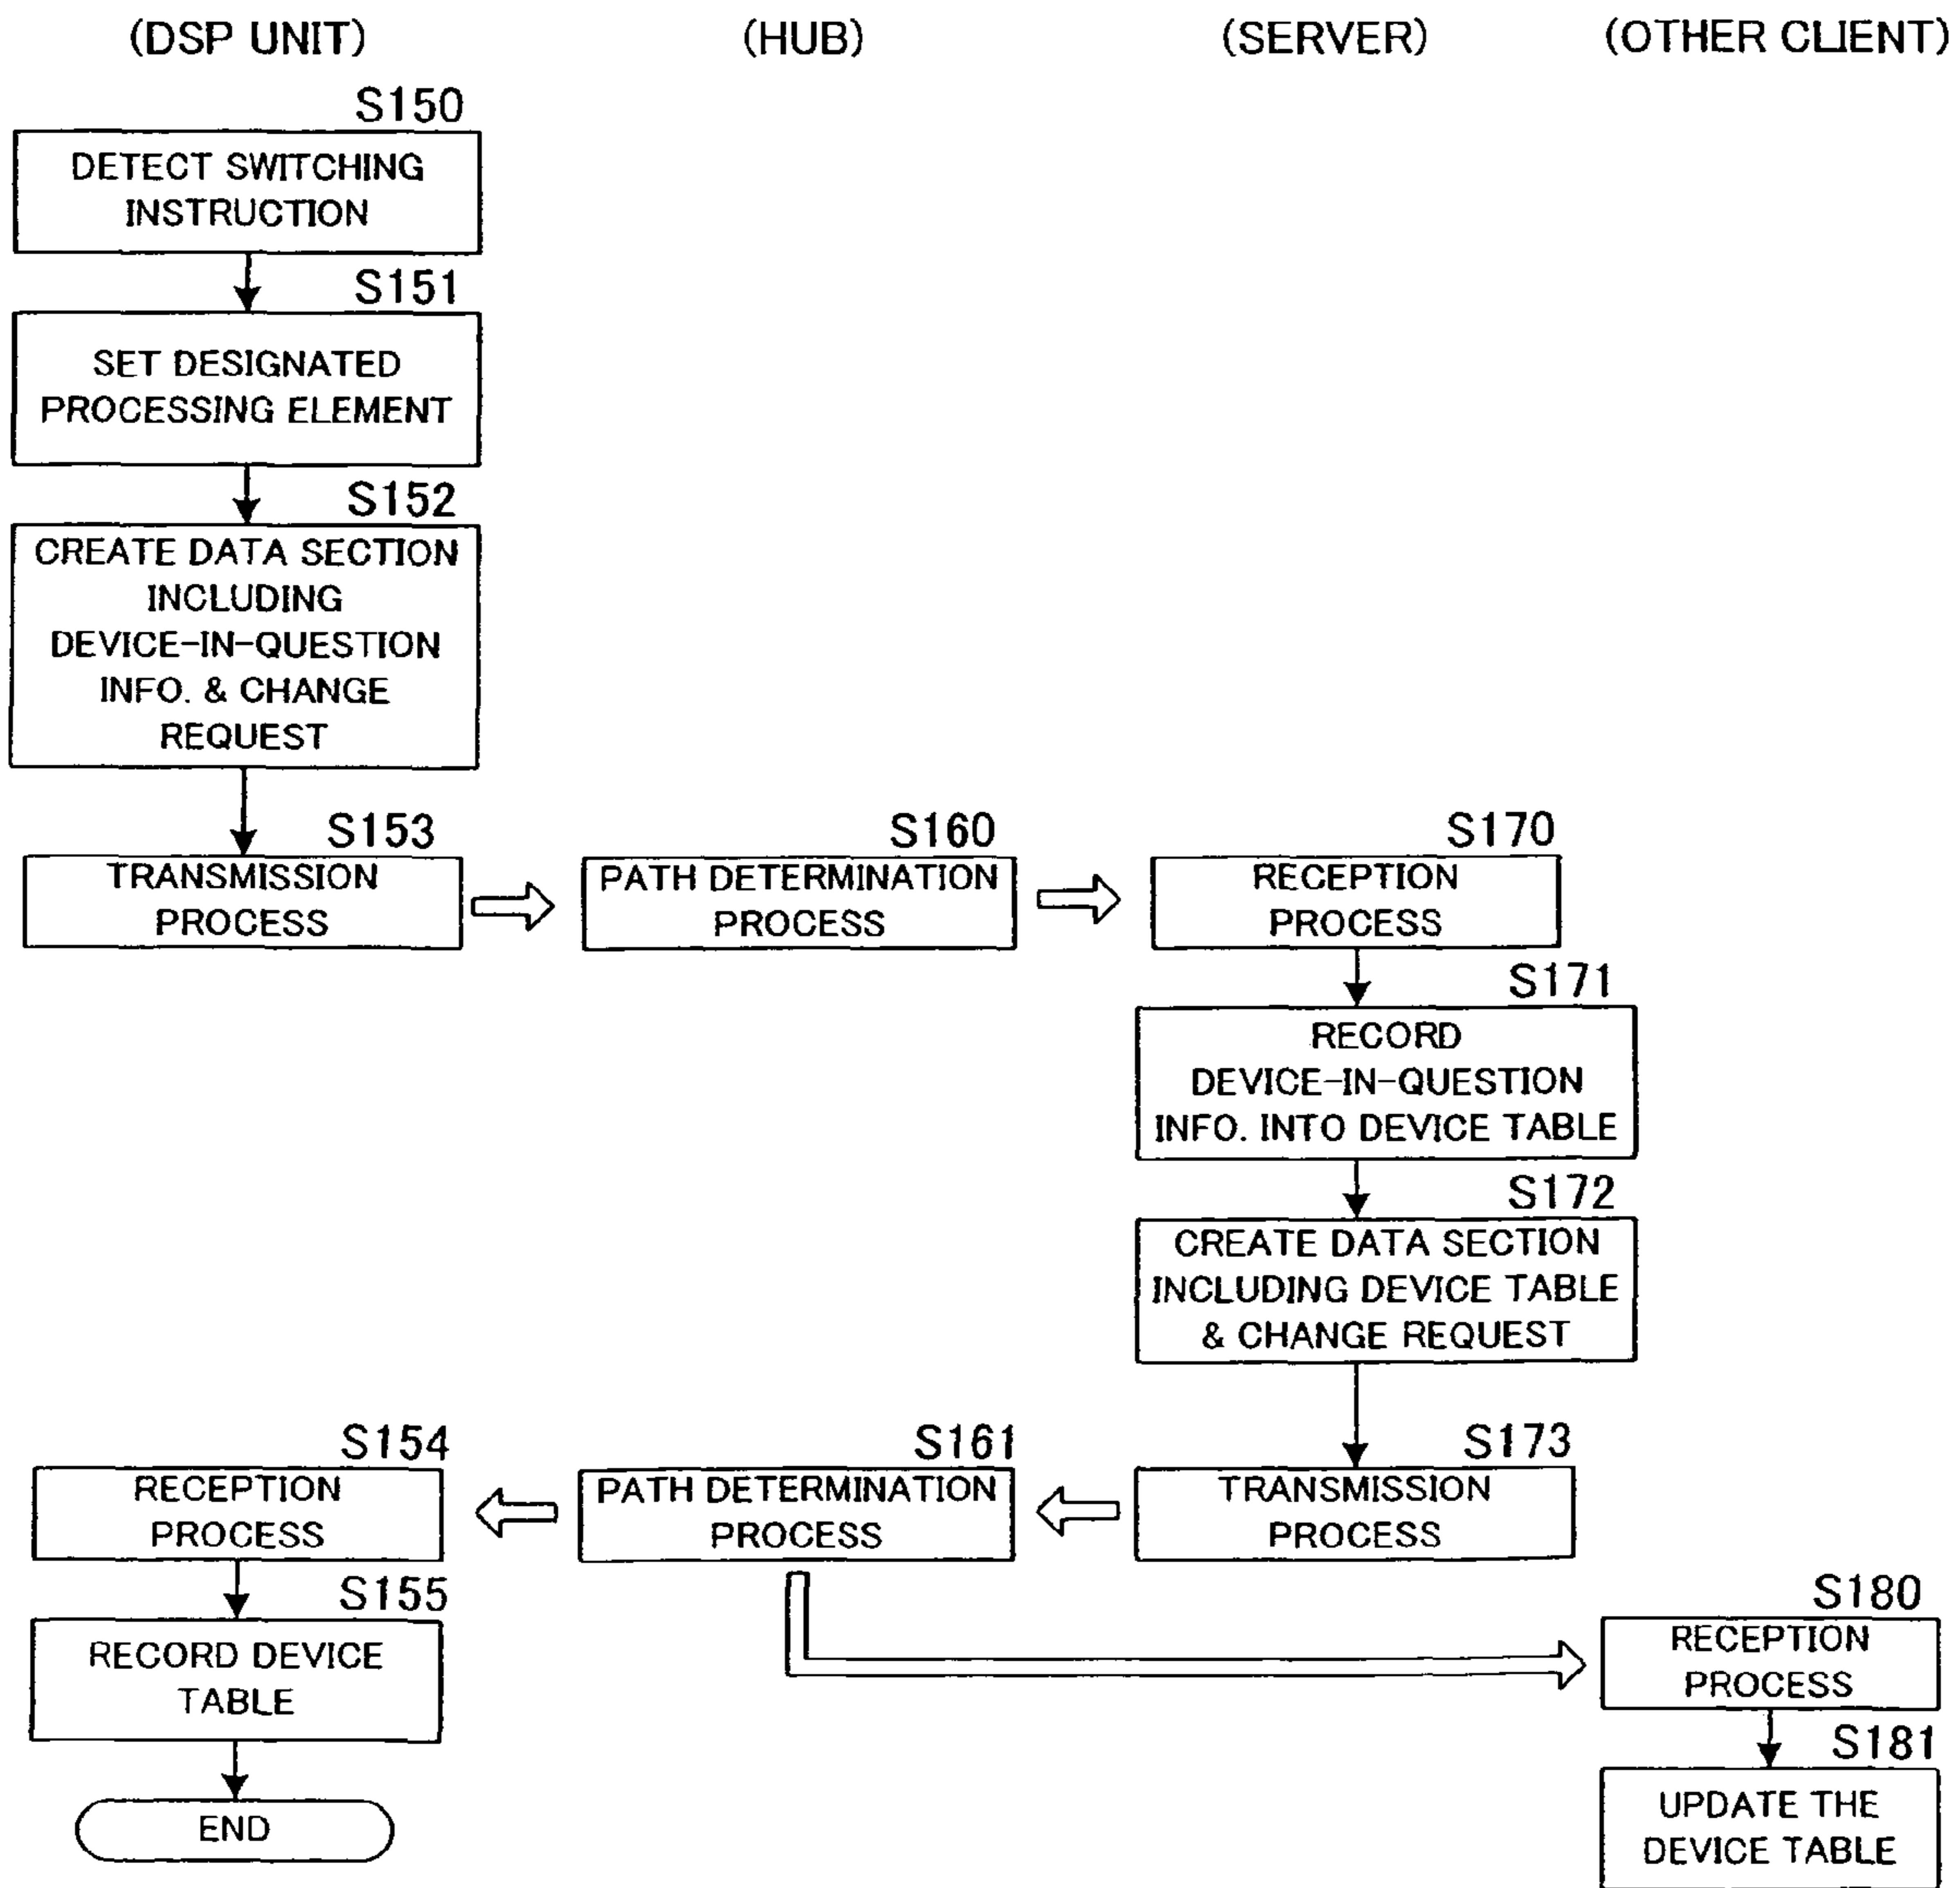 (DSP UNIT)
(HUB)
(SERVER)
(OTHER CLIENT)
S150
DETECT SWITCHING
INSTRUCTION
S151
SET DESIGNATED
PROCESSING ELEMENT
S152
CREATE DATA SECTION
INCLUDING
DEVICE-IN-QUESTION
INFO. & CHANGE
REQUEST
S153
TRANSMISSION
PROCESS
S160
PATH DETERMINATION
PROCESS
S170
RECEPTION
PROCESS
S171
RECORD
DEVICE-IN-QUESTION
INFO. INTO DEVICE TABLE
S172
CREATE DATA SECTION
INCLUDING DEVICE TABLE
& CHANGE REQUEST
S173
TRANSMISSION
PROCESS
S161
PATH DETERMINATION
PROCESS
S154
RECEPTION
PROCESS
S155
RECORD DEVICE
TABLE
END
S180
RECEPTION
PROCESS
S181
UPDATE THE
DEVICE TABLE